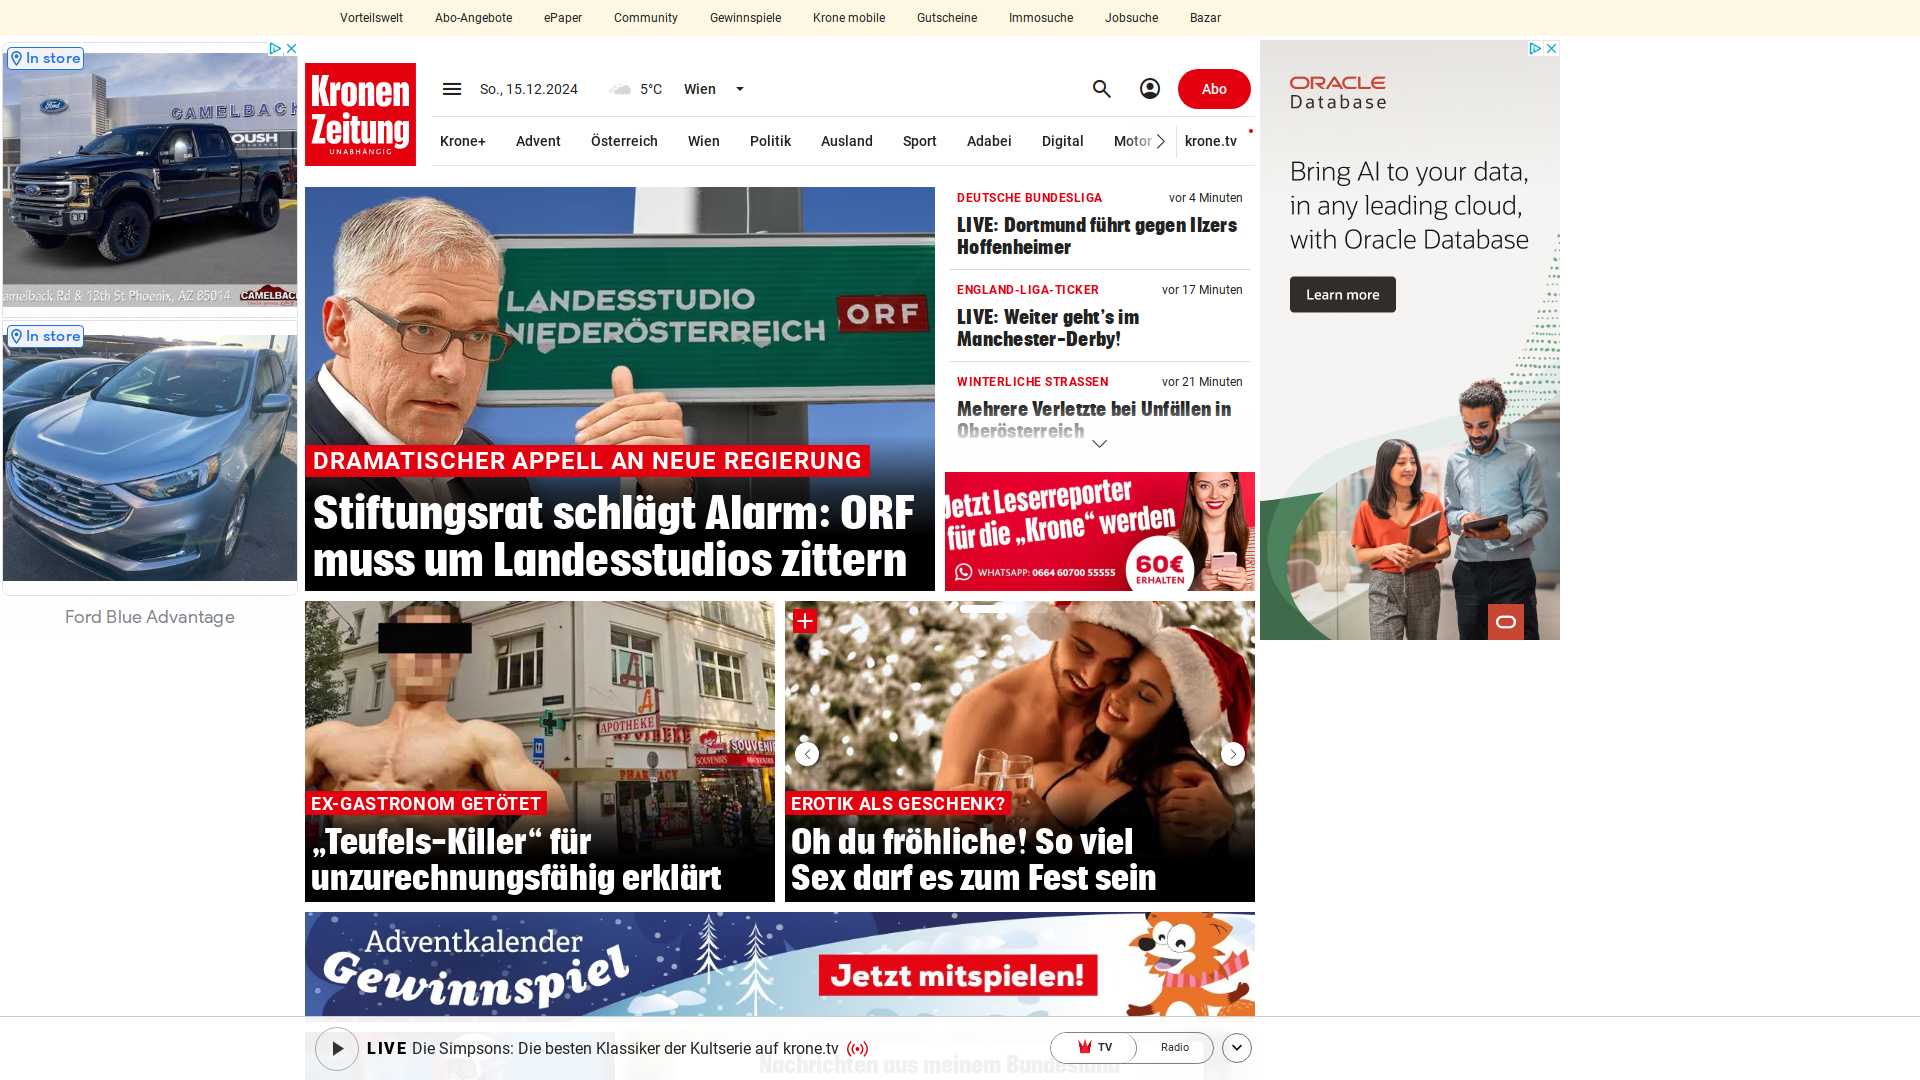 Vorteilswelt
Abo-Angebote
ePaper
Community
Gewinnspiele
Krone mobile
Gutscheine
Immosuche
Jobsuche
Bazar
In store
CAMELBACK
OUSH
amelback Rd & 13th St Phoenix, AZ 85014
CAMELBACK
In store
Ford Blue Advantage
Kronen
Zeitung
UNABHÄNGIG
So., 15.12.2024
5°C
Wien
Abo
Krone+
Advent
Österreich
Wien
Politik
Ausland
Sport
Adabei
Digital
Motor
krone.tv
LANDESSTUDIO
NIEDERÖSTERREICH
ORF
DRAMATISCHER APPELL AN NEUE REGIERUNG
Stiftungsrat schlägt Alarm: ORF
muss um Landesstudios zittern
DEUTSCHE BUNDESLIGA
vor 4 Minuten
LIVE: Dortmund führt gegen Ilzers
Hoffenheimer
ENGLAND-LIGA-TICKER
vor 17 Minuten
LIVE: Weiter geht’s im
Manchester-Derby!
WINTERLICHE STRASSEN
vor 21 Minuten
Mehrere Verletzte bei Unfällen in
Oberösterreich
Jetzt Leserreporter
für die „Krone“ werden
WHATSAPP: 0664 60700 55555
60€
ERHALTEN
APOTHEKE
APOTHEKE
PHARMACY
SOUVENIR
SOUVENIRS
EX-GASTRONOM GETÖTET
„Teufels-Killer“ für
unzurechnungsfähig erklärt
EROTIK ALS GESCHENK?
Oh du fröhliche! So viel
Sex darf es zum Fest sein
Adventkalender
Gewinnspiel
Jetzt mitspielen!
LIVE Die Simpsons: Die besten Klassiker der Kultserie auf krone.tv
TV
Radio
Nachrichten aus meinem Bundesland
ORACLE
Database
Bring AI to your data,
in any leading cloud,
with Oracle Database
Learn more